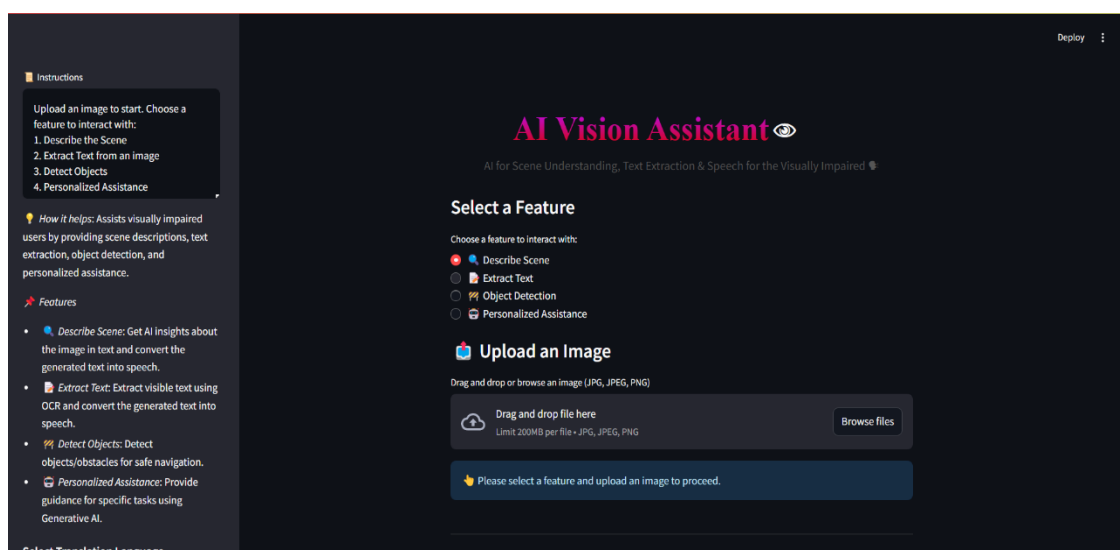 Deploy
📜 Instructions
Upload an image to start. Choose a
feature to interact with:
1. Describe the Scene
2. Extract Text from an image
3. Detect Objects
4. Personalized Assistance
💡 How it helps: Assists visually impaired
users by providing scene descriptions, text
extraction, object detection, and
personalized assistance.
📌 Features
• 🔍 Describe Scene: Get AI insights about
the image in text and convert the
generated text into speech.
• 📝 Extract Text: Extract visible text using
OCR and convert the generated text into
speech.
• 🚧 Detect Objects: Detect
objects/obstacles for safe navigation.
• 🤖 Personalized Assistance: Provide
guidance for specific tasks using
Generative AI.
Select Translation Language
AI Vision Assistant👁️
AI for Scene Understanding, Text Extraction & Speech for the Visually Impaired 🗣️
Select a Feature
Choose a feature to interact with:
🔍 Describe Scene
📝 Extract Text
🚧 Object Detection
🤖 Personalized Assistance
📤 Upload an Image
Drag and drop or browse an image (JPG, JPEG, PNG)
Drag and drop file here
Limit 200MB per file • JPG, JPEG, PNG
Browse files
👆 Please select a feature and upload an image to proceed.